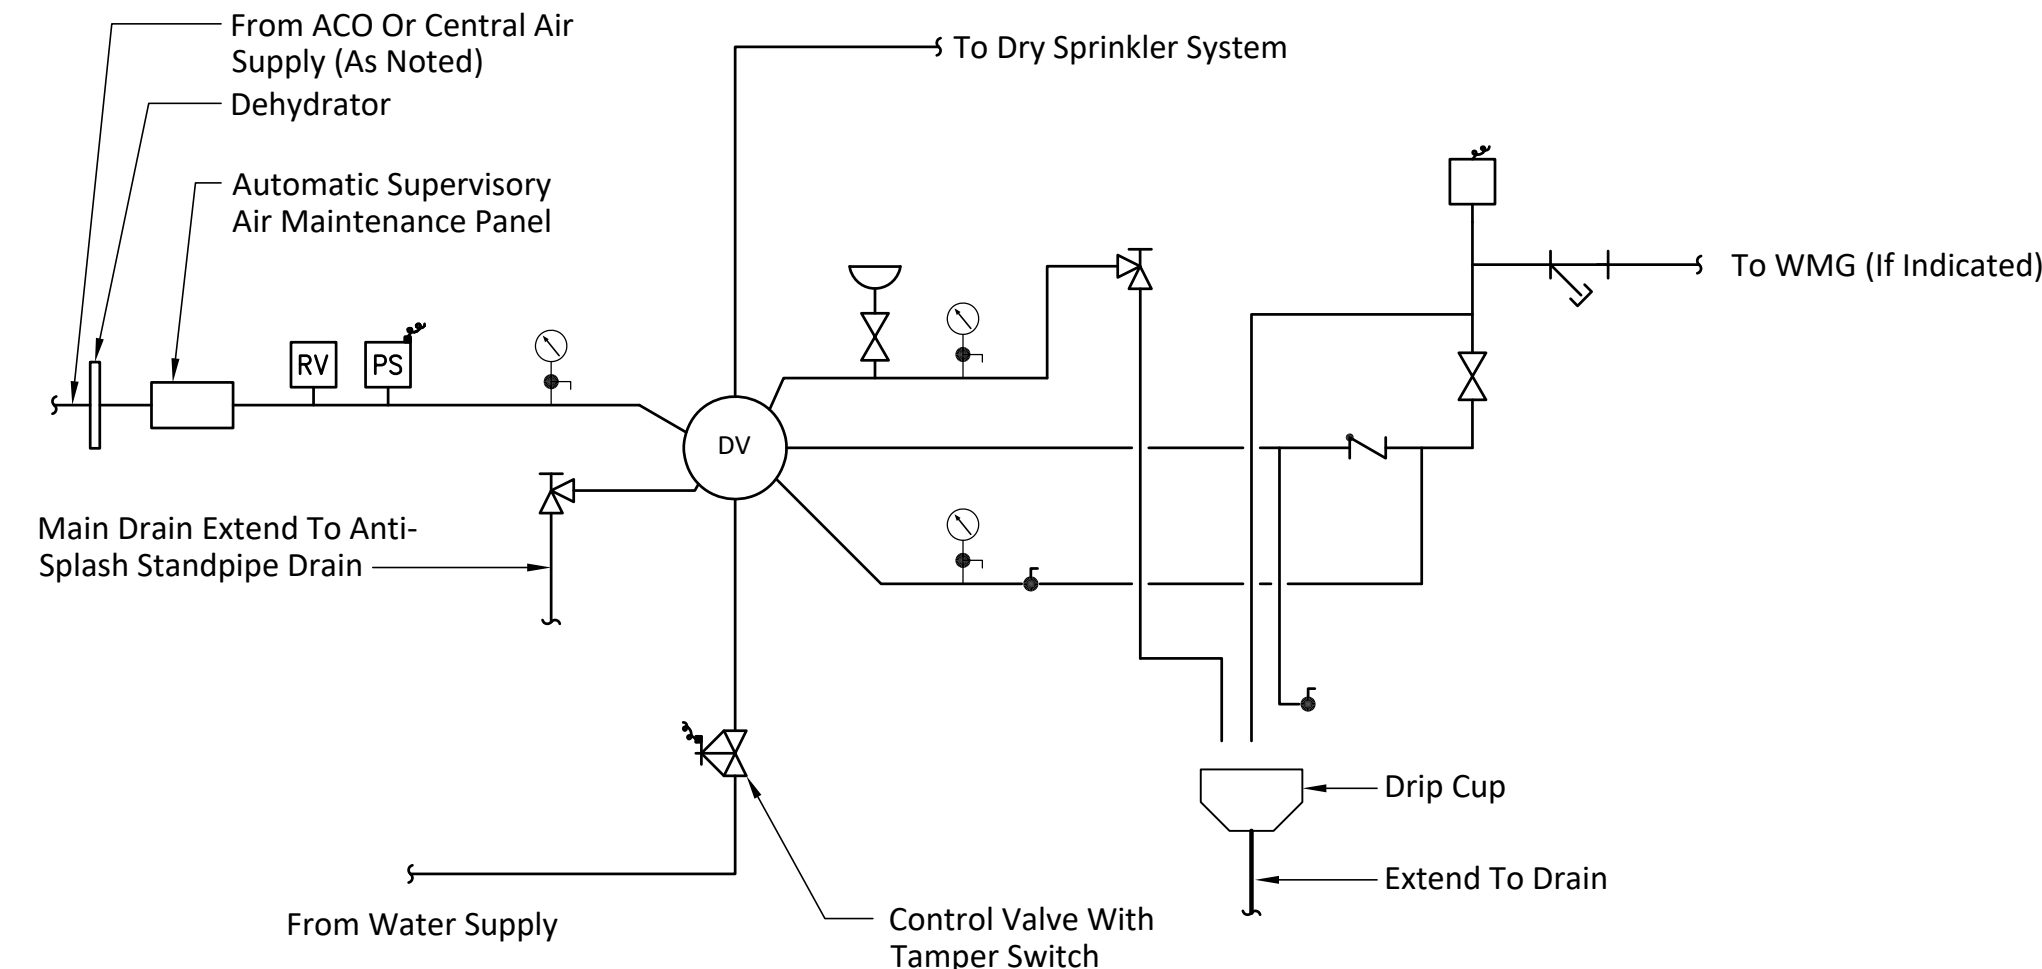 From ACO Or Central Air
Supply (As Noted)
To Dry Sprinkler System
Dehydrator
Automatic Supervisory
Air Maintenance Panel
To WMG (If Indicated)
RV
PS
DV
Main Drain Extend To Anti-
Splash Standpipe Drain
Drip Cup
Extend To Drain
From Water Supply
Control Valve With
Tamper Switch